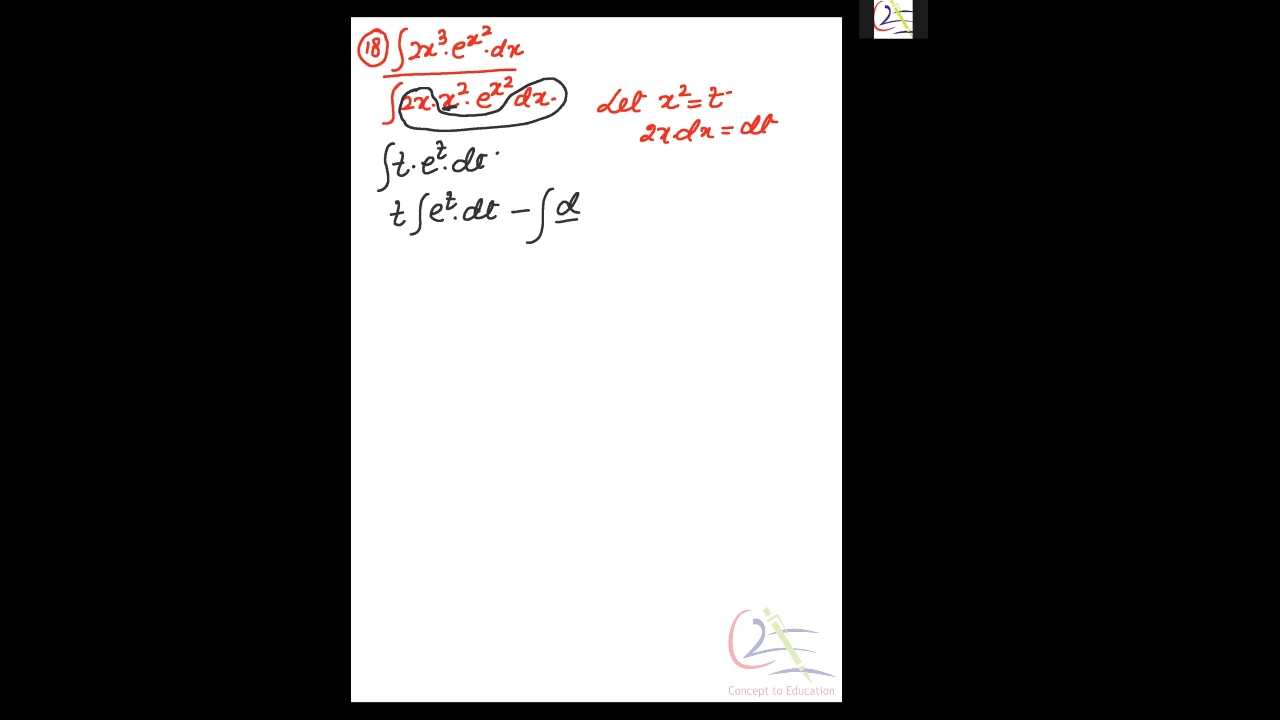 (18) ∫2x³·e^x²·dx
∫2x·x²·e^x² dx.
Let x² = t
2x dx = dt
∫t·e^t·dt
t∫e^t·dt − ∫d
Concept to Education